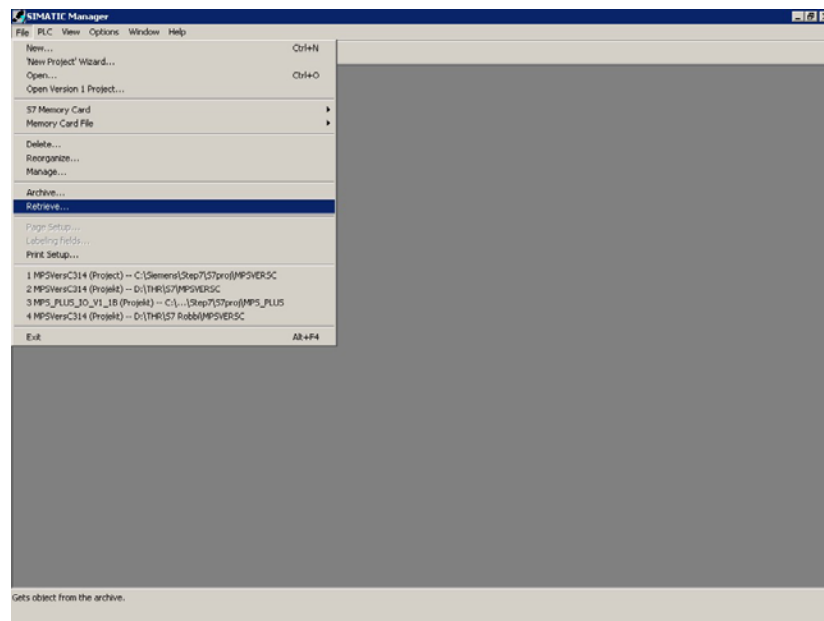 SIMATIC Manager
File PLC View Options Window Help
New... Ctrl+N
'New Project' Wizard...
Open... Ctrl+O
Open Version 1 Project...
S7 Memory Card
Memory Card File
Delete...
Reorganize...
Manage...
Archive...
Retrieve...
Page Setup...
Labeling fields...
Print Setup...
1 MPSVersC314 (Project) -- C:\Siemens\Step7\S7proj\MPSVERSC
2 MPSVersC314 (Projekt) -- D:\THR\S7\MPSVERSC
3 MPS_PLUS_IO_V1_1B (Projekt) -- C:\...\Step7\S7proj\MPS_PLUS
4 MPSVersC314 (Projekt) -- D:\THR\S7 Robbi\MPSVERSC
Exit Alt+F4
Gets object from the archive.